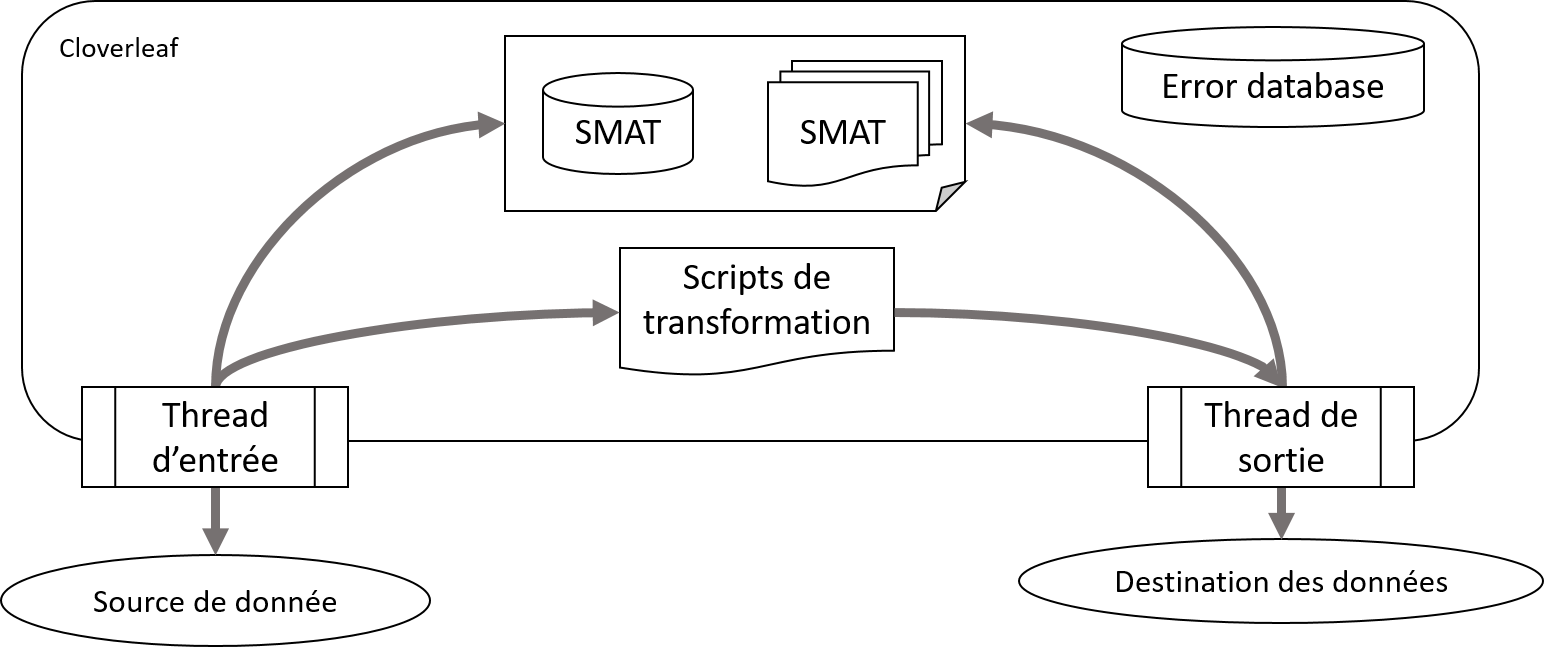 Cloverleaf
SMAT
SMAT
Error database
Scripts de
transformation
Thread
d’entrée
Thread de
sortie
Source de donnée
Destination des données